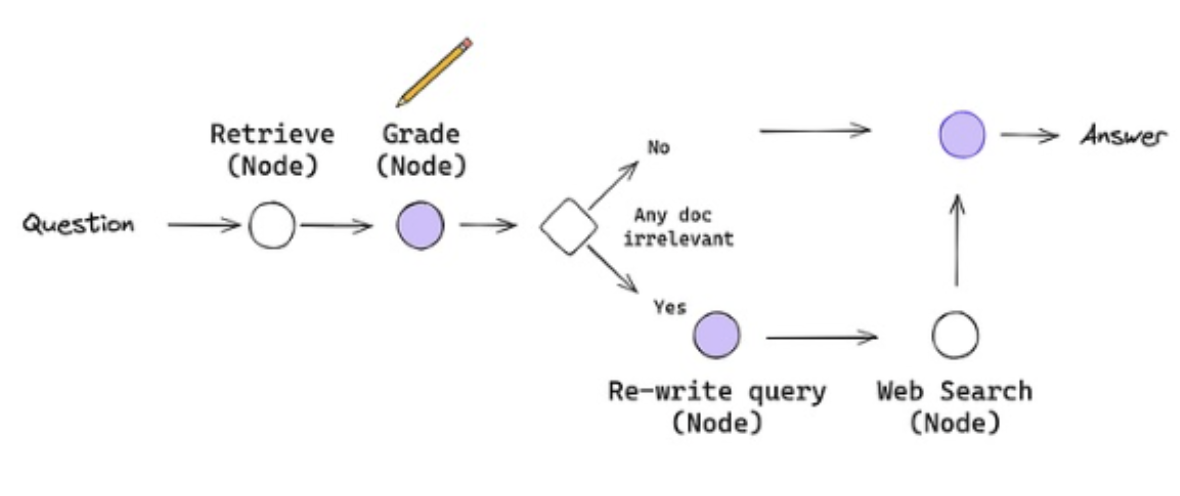 Retrieve
(Node)
Grade
(Node)
Question
No
Any doc
irrelevant
Yes
Answer
Re-write query
(Node)
Web Search
(Node)